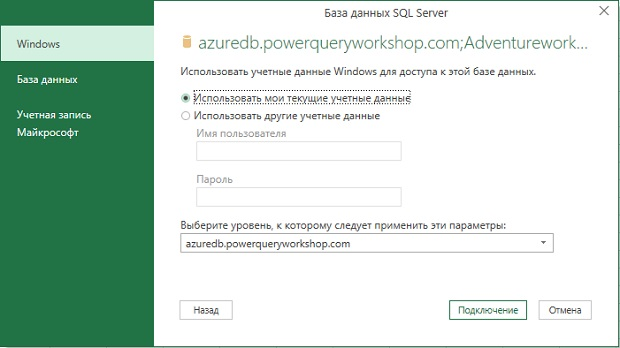 База данных SQL Server
Windows
База данных
Учетная запись
Майкрософт
azuredb.powerqueryworkshop.com;Adventurework...
Использовать учетные данные Windows для доступа к этой базе данных.
Использовать мои текущие учетные данные
Использовать другие учетные данные
Имя пользователя
Пароль
Выберите уровень, к которому следует применить эти параметры:
azuredb.powerqueryworkshop.com
Назад
Подключение
Отмена